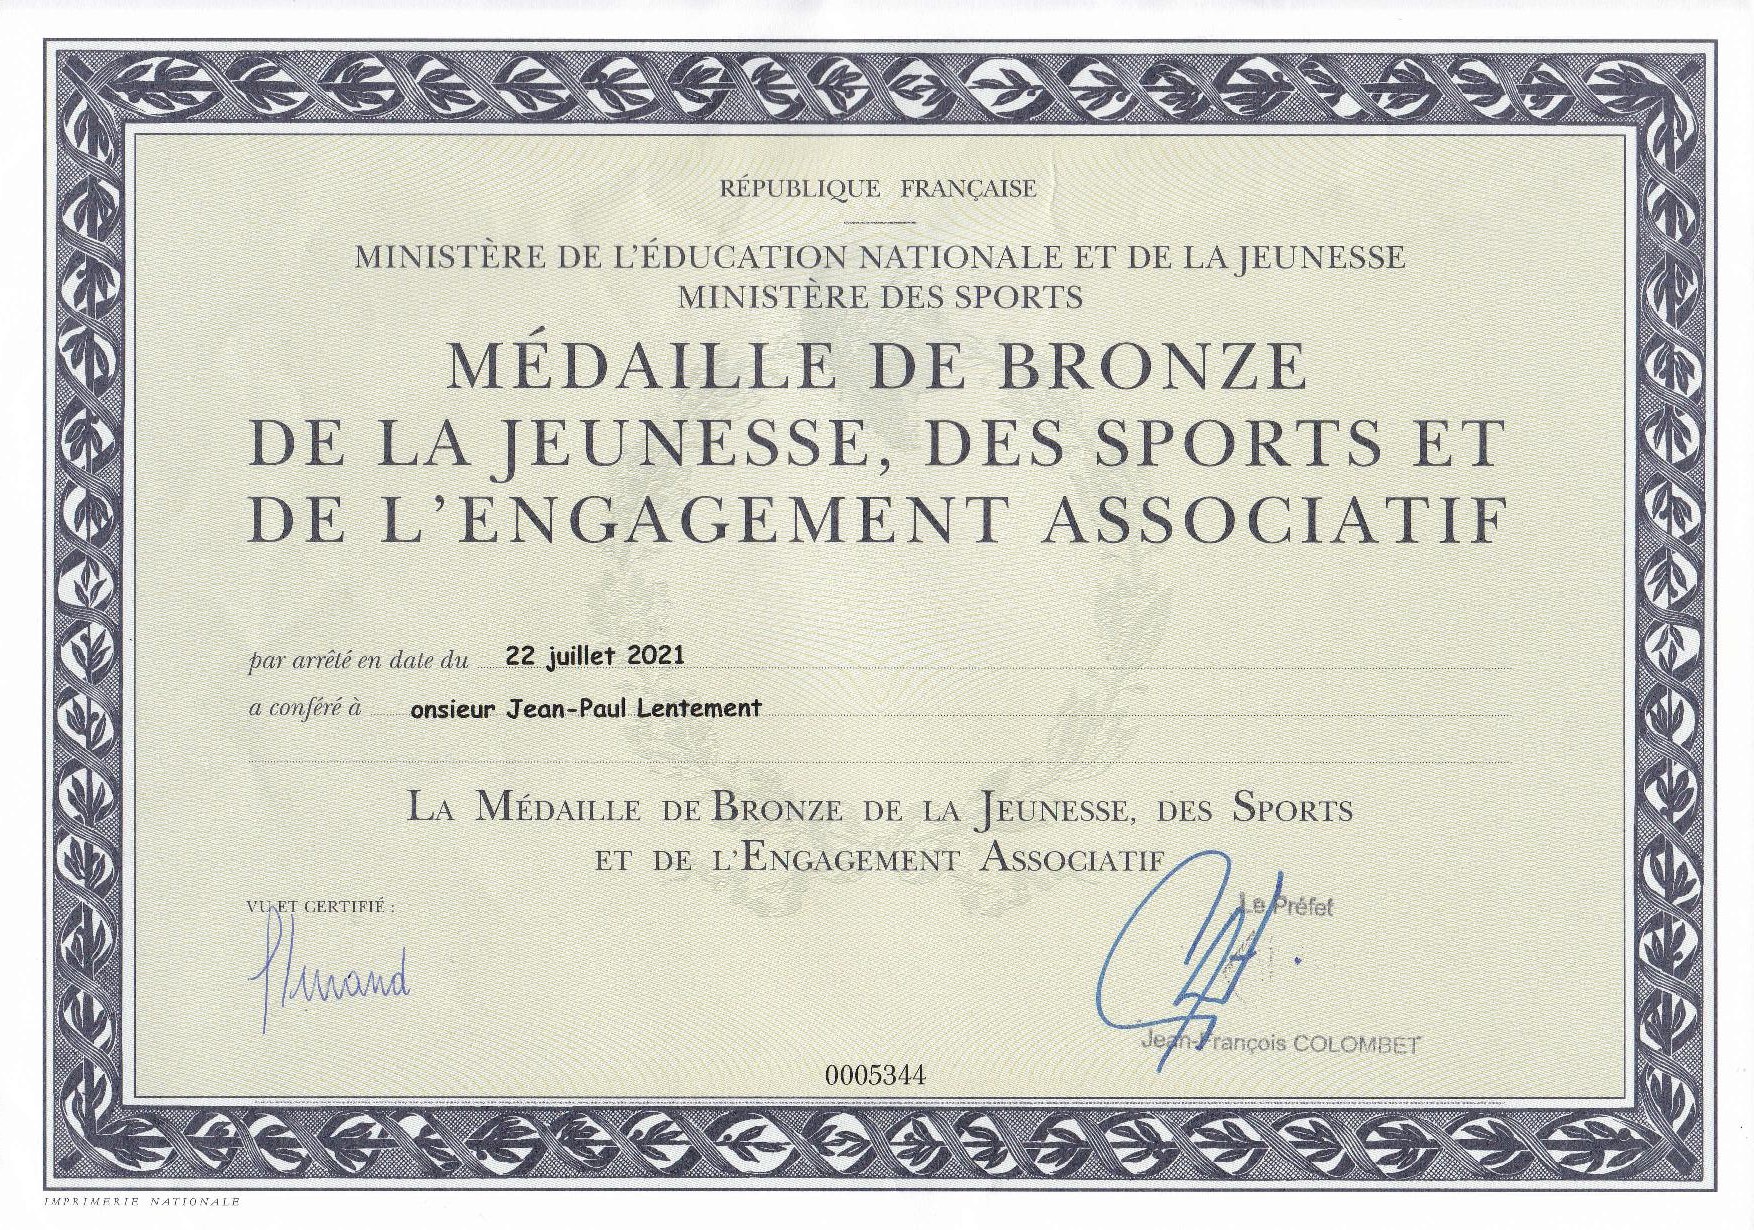 RÉPUBLIQUE FRANÇAISE
MINISTÈRE DE L'ÉDUCATION NATIONALE ET DE LA JEUNESSE
MINISTÈRE DES SPORTS
MÉDAILLE DE BRONZE
DE LA JEUNESSE, DES SPORTS ET
DE L'ENGAGEMENT ASSOCIATIF
par arrêté en date du 22 juillet 2021
a conféré à onsieur Jean-Paul Lentement
LA MÉDAILLE DE BRONZE DE LA JEUNESSE, DES SPORTS
ET DE L'ENGAGEMENT ASSOCIATIF
VU ET CERTIFIÉ :
Le Préfet
Jean-François COLOMBET
0005344
IMPRIMERIE NATIONALE